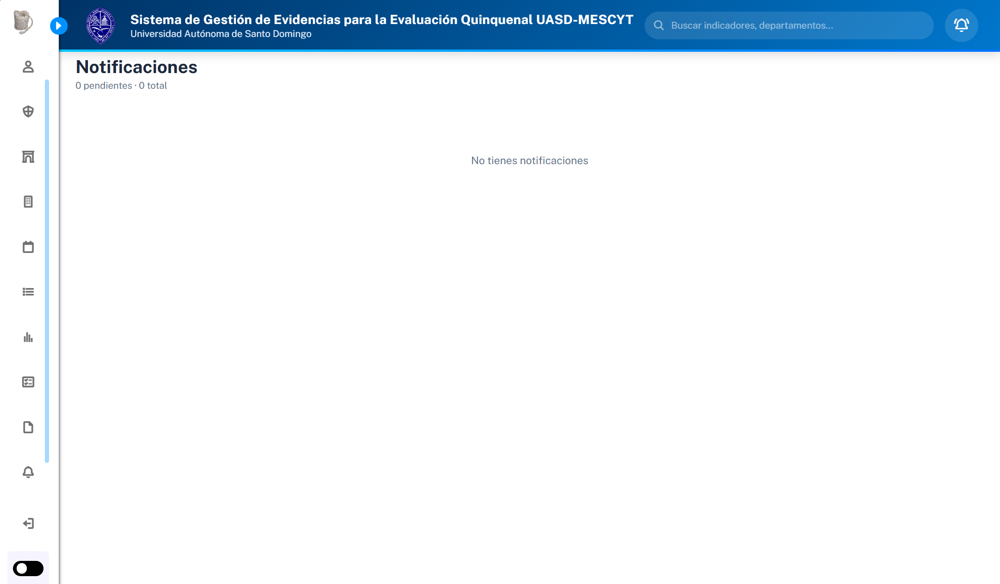 Sistema de Gestión de Evidencias para la Evaluación Quinquenal UASD-MESCYT
Universidad Autónoma de Santo Domingo
Buscar indicadores, departamentos...
Notificaciones
0 pendientes · 0 total
No tienes notificaciones